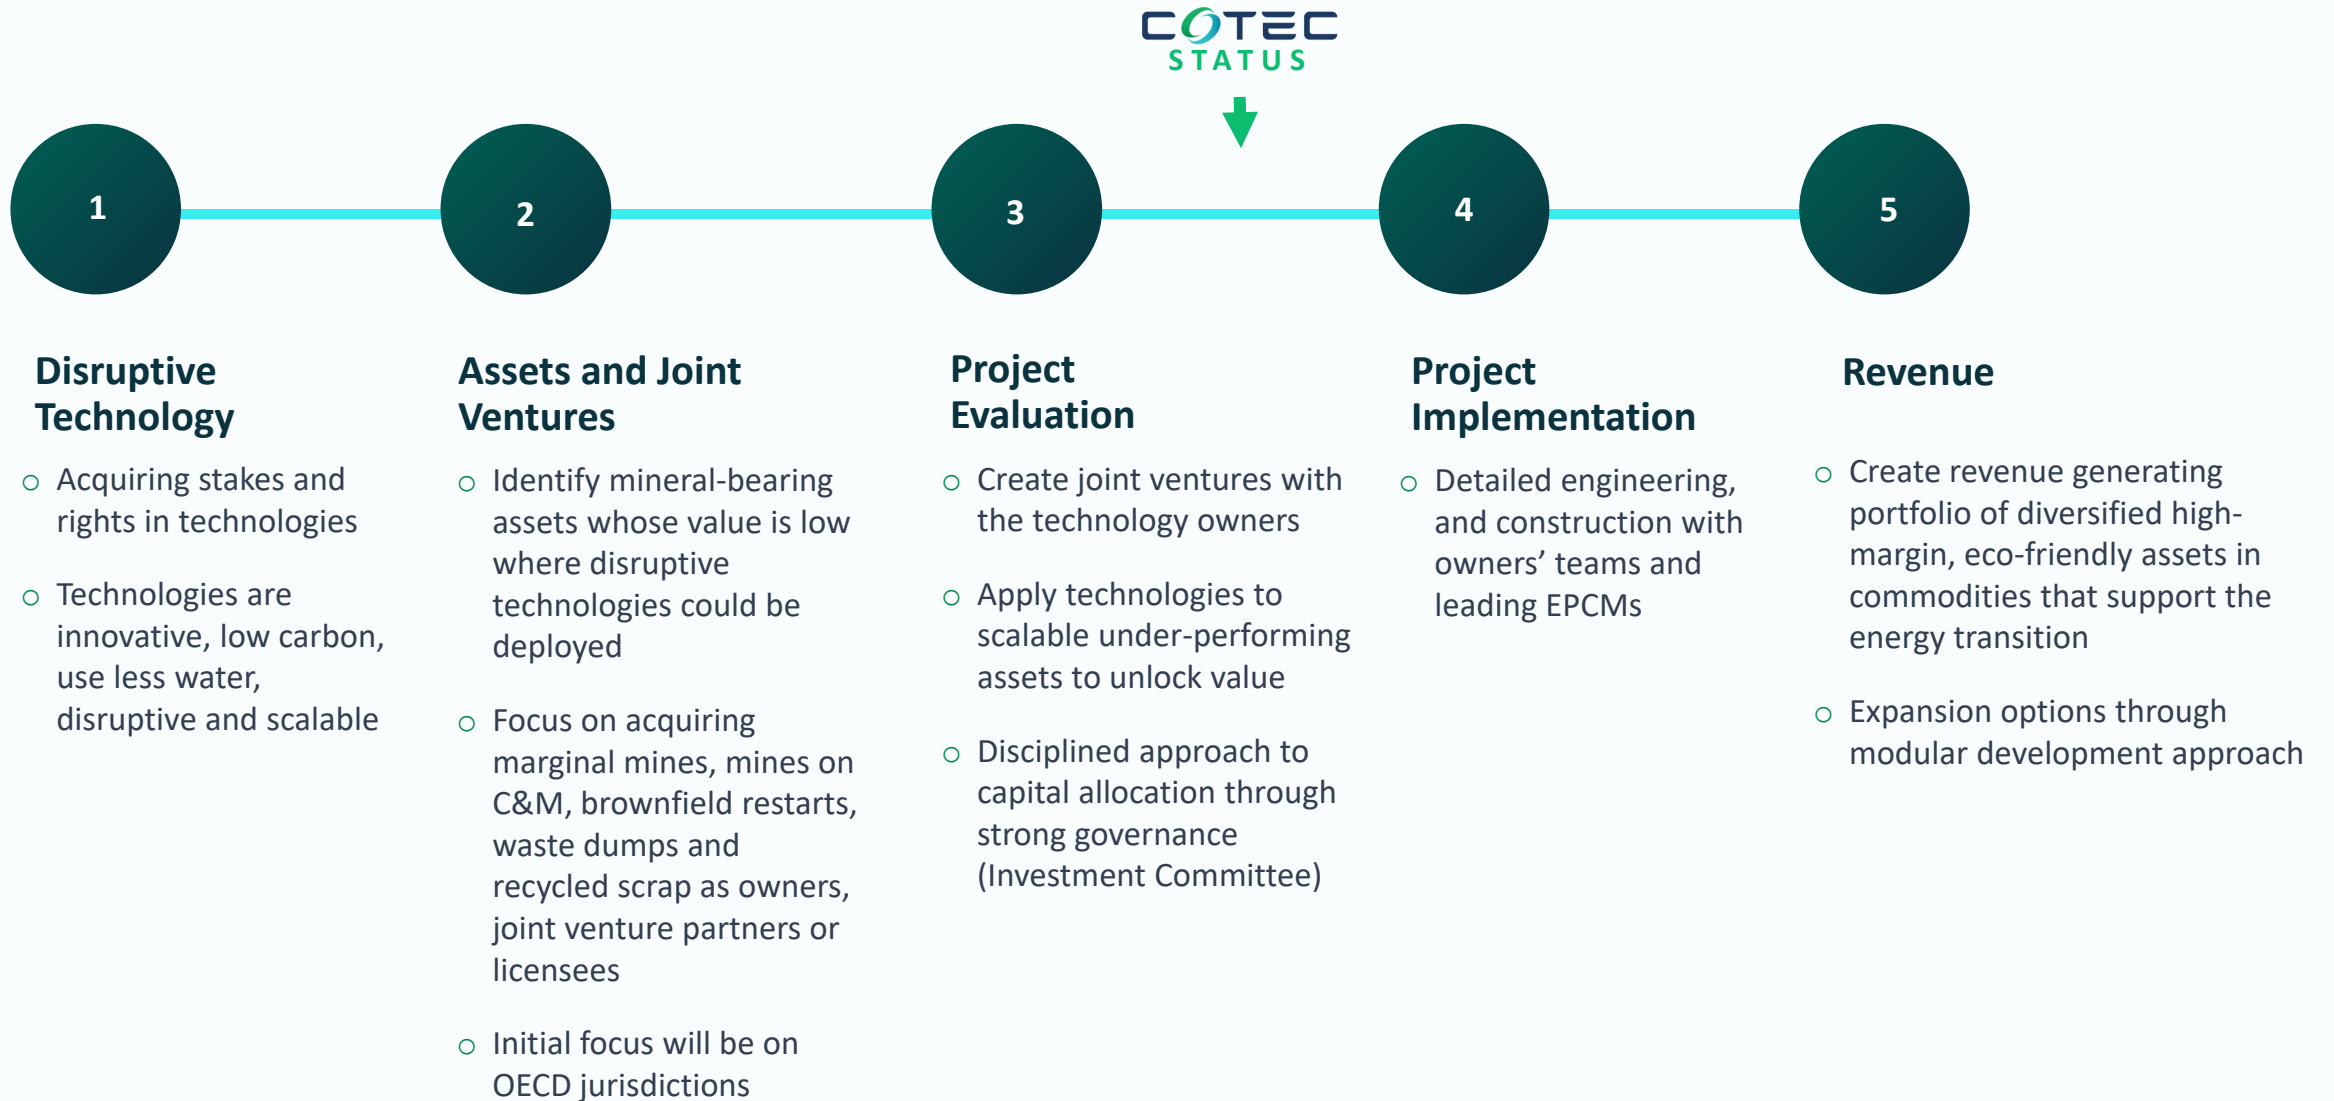 COTEC
STATUS
1
2
3
4
5
Disruptive
Technology
Acquiring stakes and
rights in technologies
Technologies are
innovative, low carbon,
use less water,
disruptive and scalable
Assets and Joint
Ventures
Identify mineral-bearing
assets whose value is low
where disruptive
technologies could be
deployed
Focus on acquiring
marginal mines, mines on
C&M, brownfield restarts,
waste dumps and
recycled scrap as owners,
joint venture partners or
licensees
Initial focus will be on
OECD jurisdictions
Project
Evaluation
Create joint ventures with
the technology owners
Apply technologies to
scalable under-performing
assets to unlock value
Disciplined approach to
capital allocation through
strong governance
(Investment Committee)
Project
Implementation
Detailed engineering,
and construction with
owners’ teams and
leading EPCMs
Revenue
Create revenue generating
portfolio of diversified high-
margin, eco-friendly assets in
commodities that support the
energy transition
Expansion options through
modular development approach